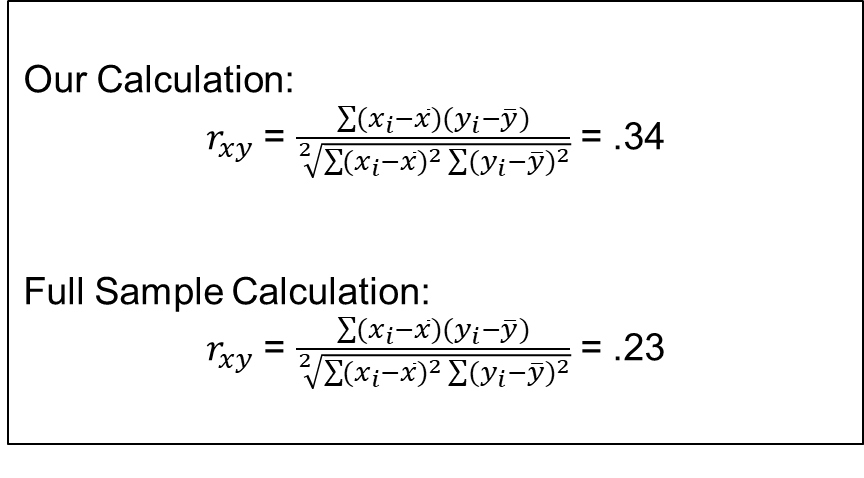 Our Calculation:
r_xy = ∑(x_i−x̄)(y_i−ȳ) / ²√∑(x_i−x̄)² ∑(y_i−ȳ)² = .34
Full Sample Calculation:
r_xy = ∑(x_i−x̄)(y_i−ȳ) / ²√∑(x_i−x̄)² ∑(y_i−ȳ)² = .23